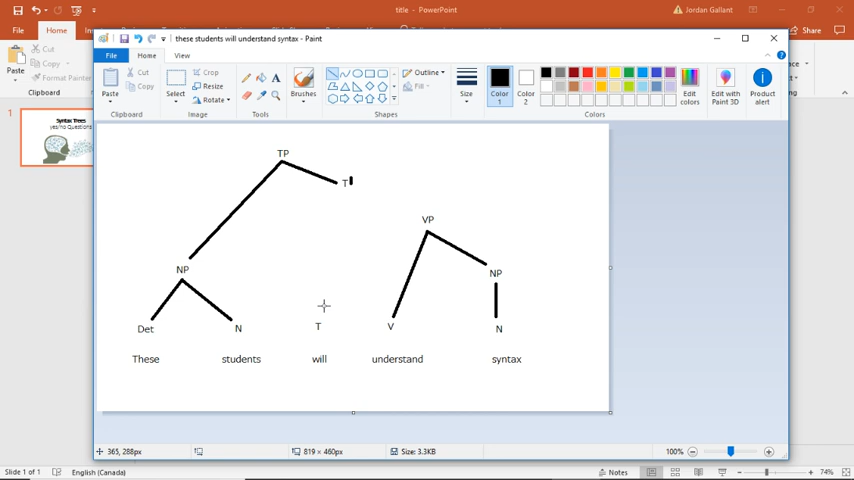 title - PowerPoint
Jordan Gallant
File
Home
Share
these students will understand syntax - Paint
File
Home
View
Paste
Cut
Copy
Format Painter
Clipboard
Paste
Cut
Copy
Clipboard
Select
Crop
Resize
Rotate
Image
A
Tools
Brushes
Outline
Fill
Shapes
Size
Color 1
Color 2
Edit colors
Colors
Edit with Paint 3D
Product alert
1
Syntax Trees
yes/no Questions
TP
T'
VP
NP
NP
Det
N
T
V
N
These students will understand syntax
365, 288px
819 × 460px
Size: 3.3KB
100%
Slide 1 of 1
English (Canada)
Notes
74%